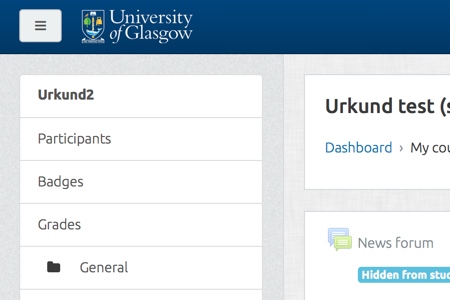 University
of Glasgow
Urkund2
Participants
Badges
Grades
General
Urkund test (
Dashboard › My cou
News forum
Hidden from stud